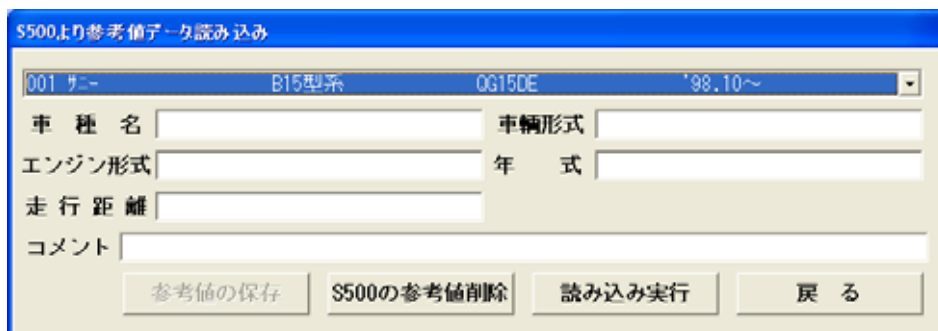 S500より参考値データ読み込み
001 ｻﾆｰ B15型系 QG15DE '98.10～
車種名 車輌形式
エンジン形式 年式
走行距離
コメント
参考値の保存 S500の参考値削除 読み込み実行 戻る